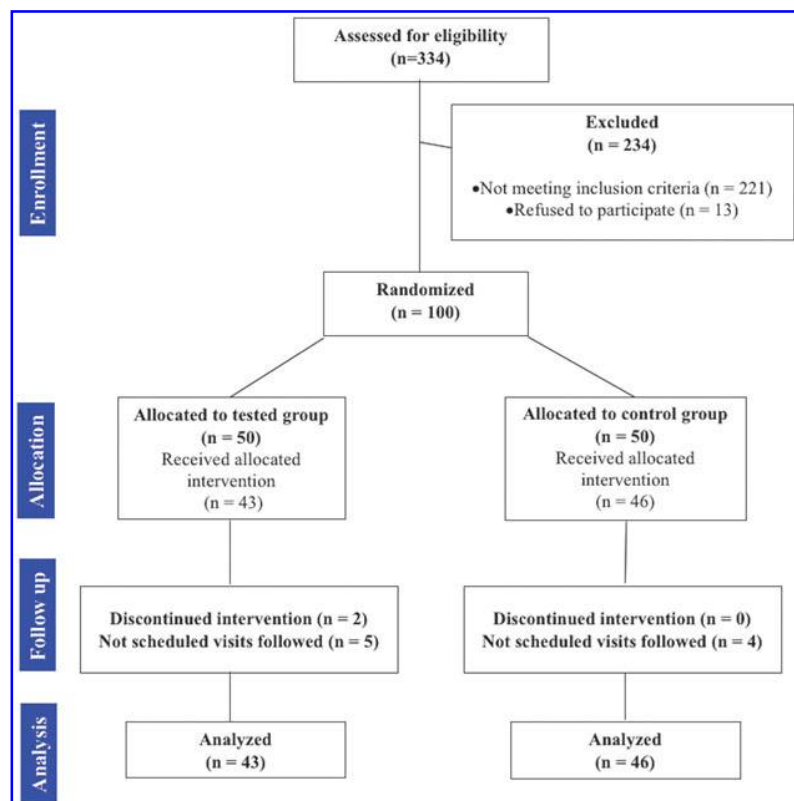 Assessed for eligibility
(n=334)
Enrollment
Excluded
(n = 234)
•Not meeting inclusion criteria (n = 221)
•Refused to participate (n = 13)
Randomized
(n = 100)
Allocation
Allocated to tested group
(n = 50)
Received allocated
intervention
(n = 43)
Allocated to control group
(n = 50)
Received allocated
intervention
(n = 46)
Follow up
Discontinued intervention (n = 2)
Not scheduled visits followed (n = 5)
Discontinued intervention (n = 0)
Not scheduled visits followed (n = 4)
Analysis
Analyzed
(n = 43)
Analyzed
(n = 46)